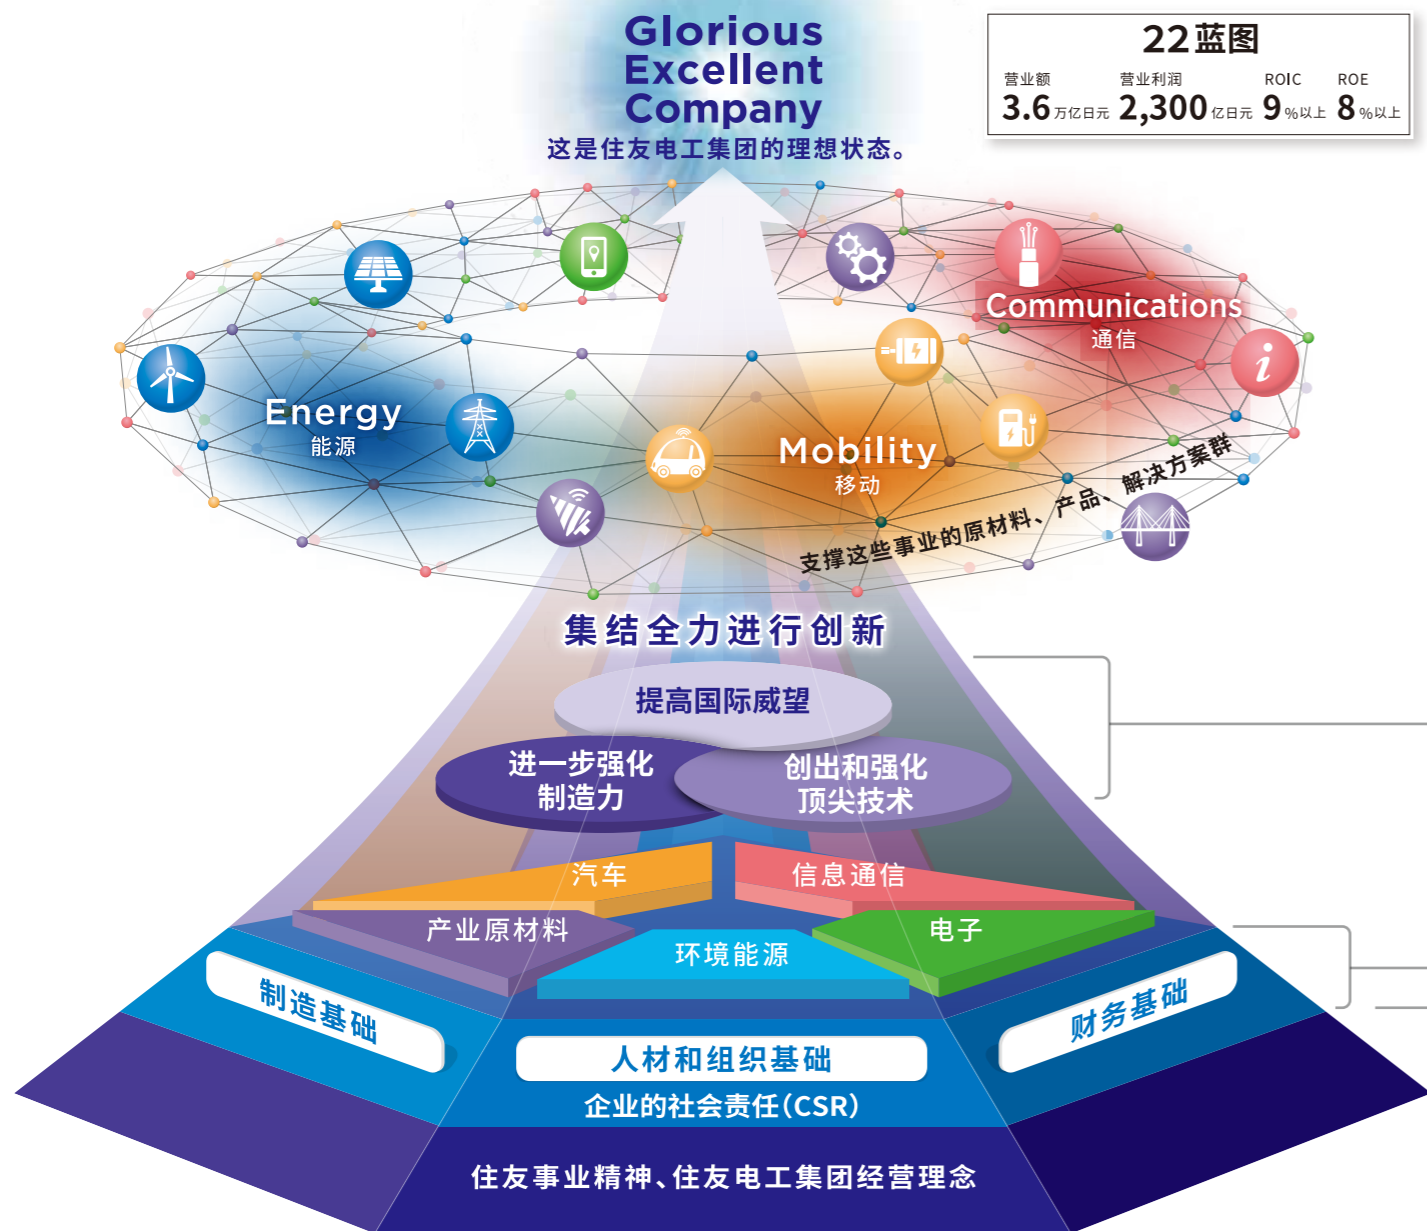 Glorious
Excellent
Company
这是住友电工集团的理想状态。
22蓝图
营业额 营业利润 ROIC ROE
3.6万亿日元 2,300亿日元 9%以上 8%以上
Communications
通信
Energy
能源
Mobility
移动
支撑这些事业的原材料、产品、解决方案群
集结全力进行创新
提高国际威望
进一步强化
制造力
创出和强化
顶尖技术
汽车
信息通信
产业原材料
电子
环境能源
制造基础
财务基础
人材和组织基础
企业的社会责任(CSR)
住友事业精神、住友电工集团经营理念